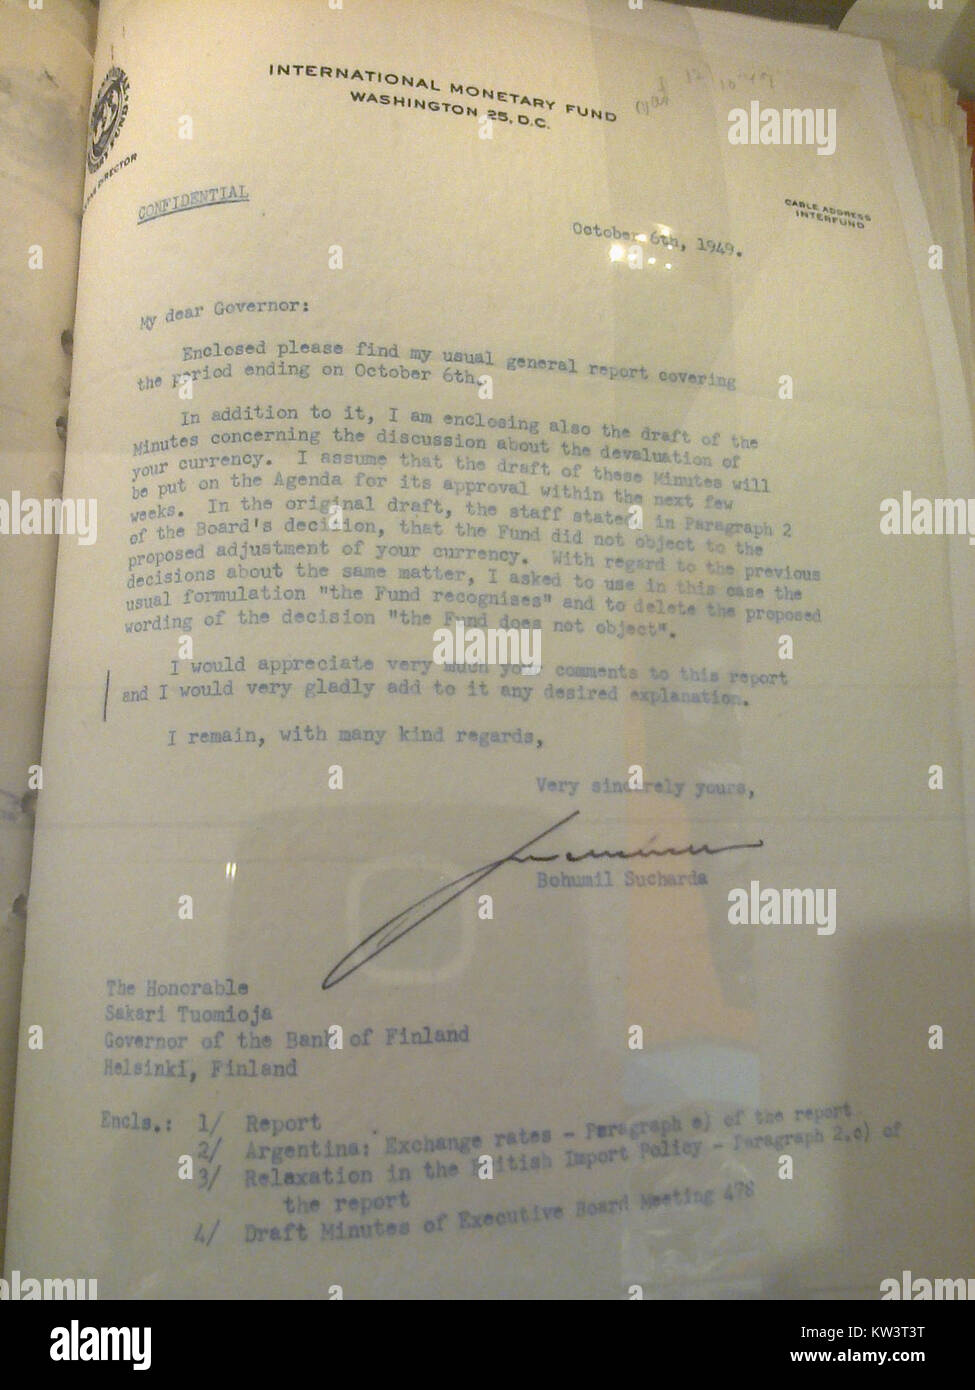 INTERNATIONAL MONETARY FUND
WASHINGTON 25, D.C.
DIRECTOR
CONFIDENTIAL
CABLE ADDRESS
INTERFUND
October 6th, 1949.
My dear Governor:
Enclosed please find my usual general report covering
the period ending on October 6th.
In addition to it, I am enclosing also the draft of the
Minutes concerning the discussion about the devaluation of
your currency. I assume that the draft of these Minutes will
be put on the Agenda for its approval within the next few
weeks. In the original draft, the staff stated in Paragraph 2
of the Board's decision, that the Fund did not object to the
proposed adjustment of your currency. With regard to the previous
decisions about the same matter, I asked to use in this case the
usual formulation "the Fund recognises" and to delete the proposed
wording of the decision "the Fund does not object".
I would appreciate very much your comments to this report
and I would very gladly add to it any desired explanation.
I remain, with many kind regards,
Very sincerely yours,
Bohumil Sucharda
The Honorable
Sakari Tuomioja
Governor of the Bank of Finland
Helsinki, Finland
Encls.: 1/ Report
2/ Argentina: Exchange rates - Paragraph e) of the report
3/ Relaxation in the British Import Policy - Paragraph 2.c) of
the report
4/ Draft Minutes of Executive Board Meeting 478
alamy
Image ID: KW3T3T
www.alamy.com